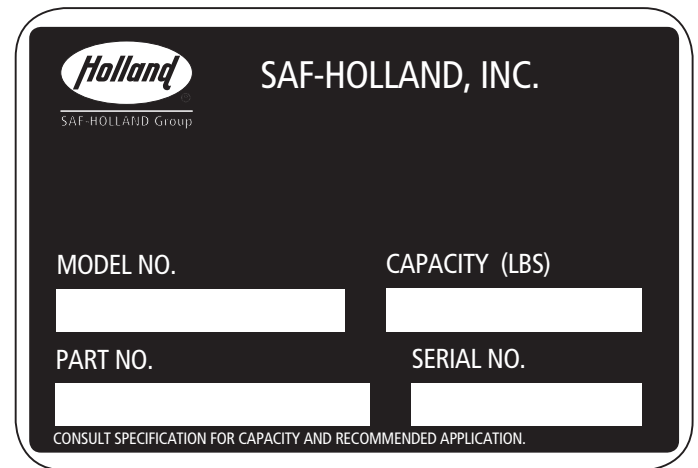 Holland
SAF-HOLLAND, INC.
®
SAF-HOLLAND Group
MODEL NO.
CAPACITY (LBS)
PART NO.
SERIAL NO.
CONSULT SPECIFICATION FOR CAPACITY AND RECOMMENDED APPLICATION.